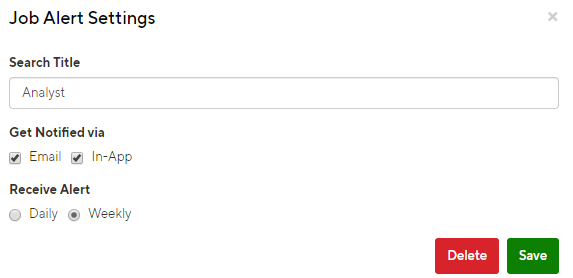 Job Alert Settings ×
Search Title
Analyst
Get Notified via
Email In-App
Receive Alert
Daily Weekly
Delete Save